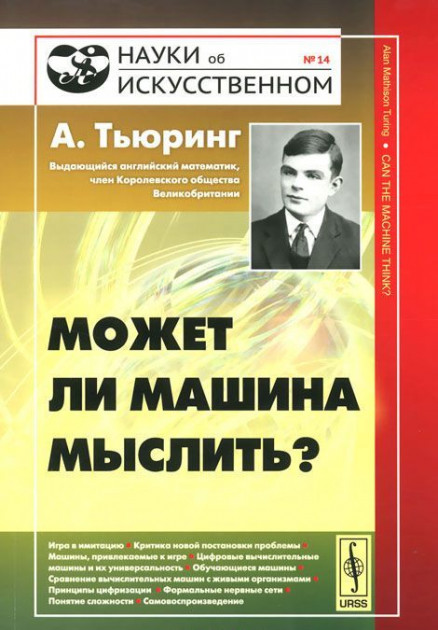 НАУКИ об
№ 14
ИСКУССТВЕННОМ
А. Тьюринг
Выдающийся английский математик,
член Королевского общества
Великобритании
Alan Mathison Turing • CAN THE MACHINE THINK?
МОЖЕТ
ЛИ МАШИНА
МЫСЛИТЬ?
Игра в имитацию • Критика новой постановки проблемы •
Машины, привлекаемые к игре • Цифровые вычислительные
машины и их универсальность • Обучающиеся машины •
Сравнение вычислительных машин с живыми организмами •
Принципы цифризации • Формальные нервные сети •
Понятие сложности • Самовоспроизведение
URSS